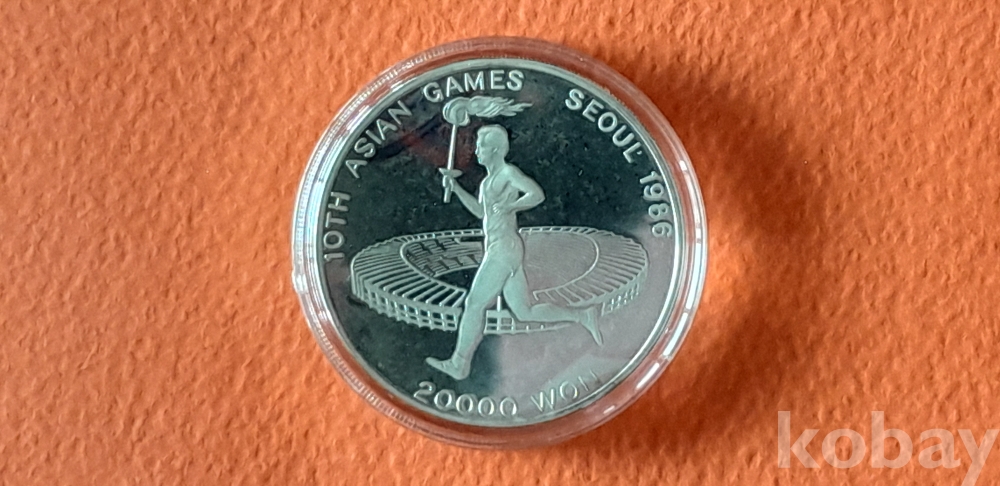 10TH ASIAN GAMES SEOUL 1986
20000 WON
kobay